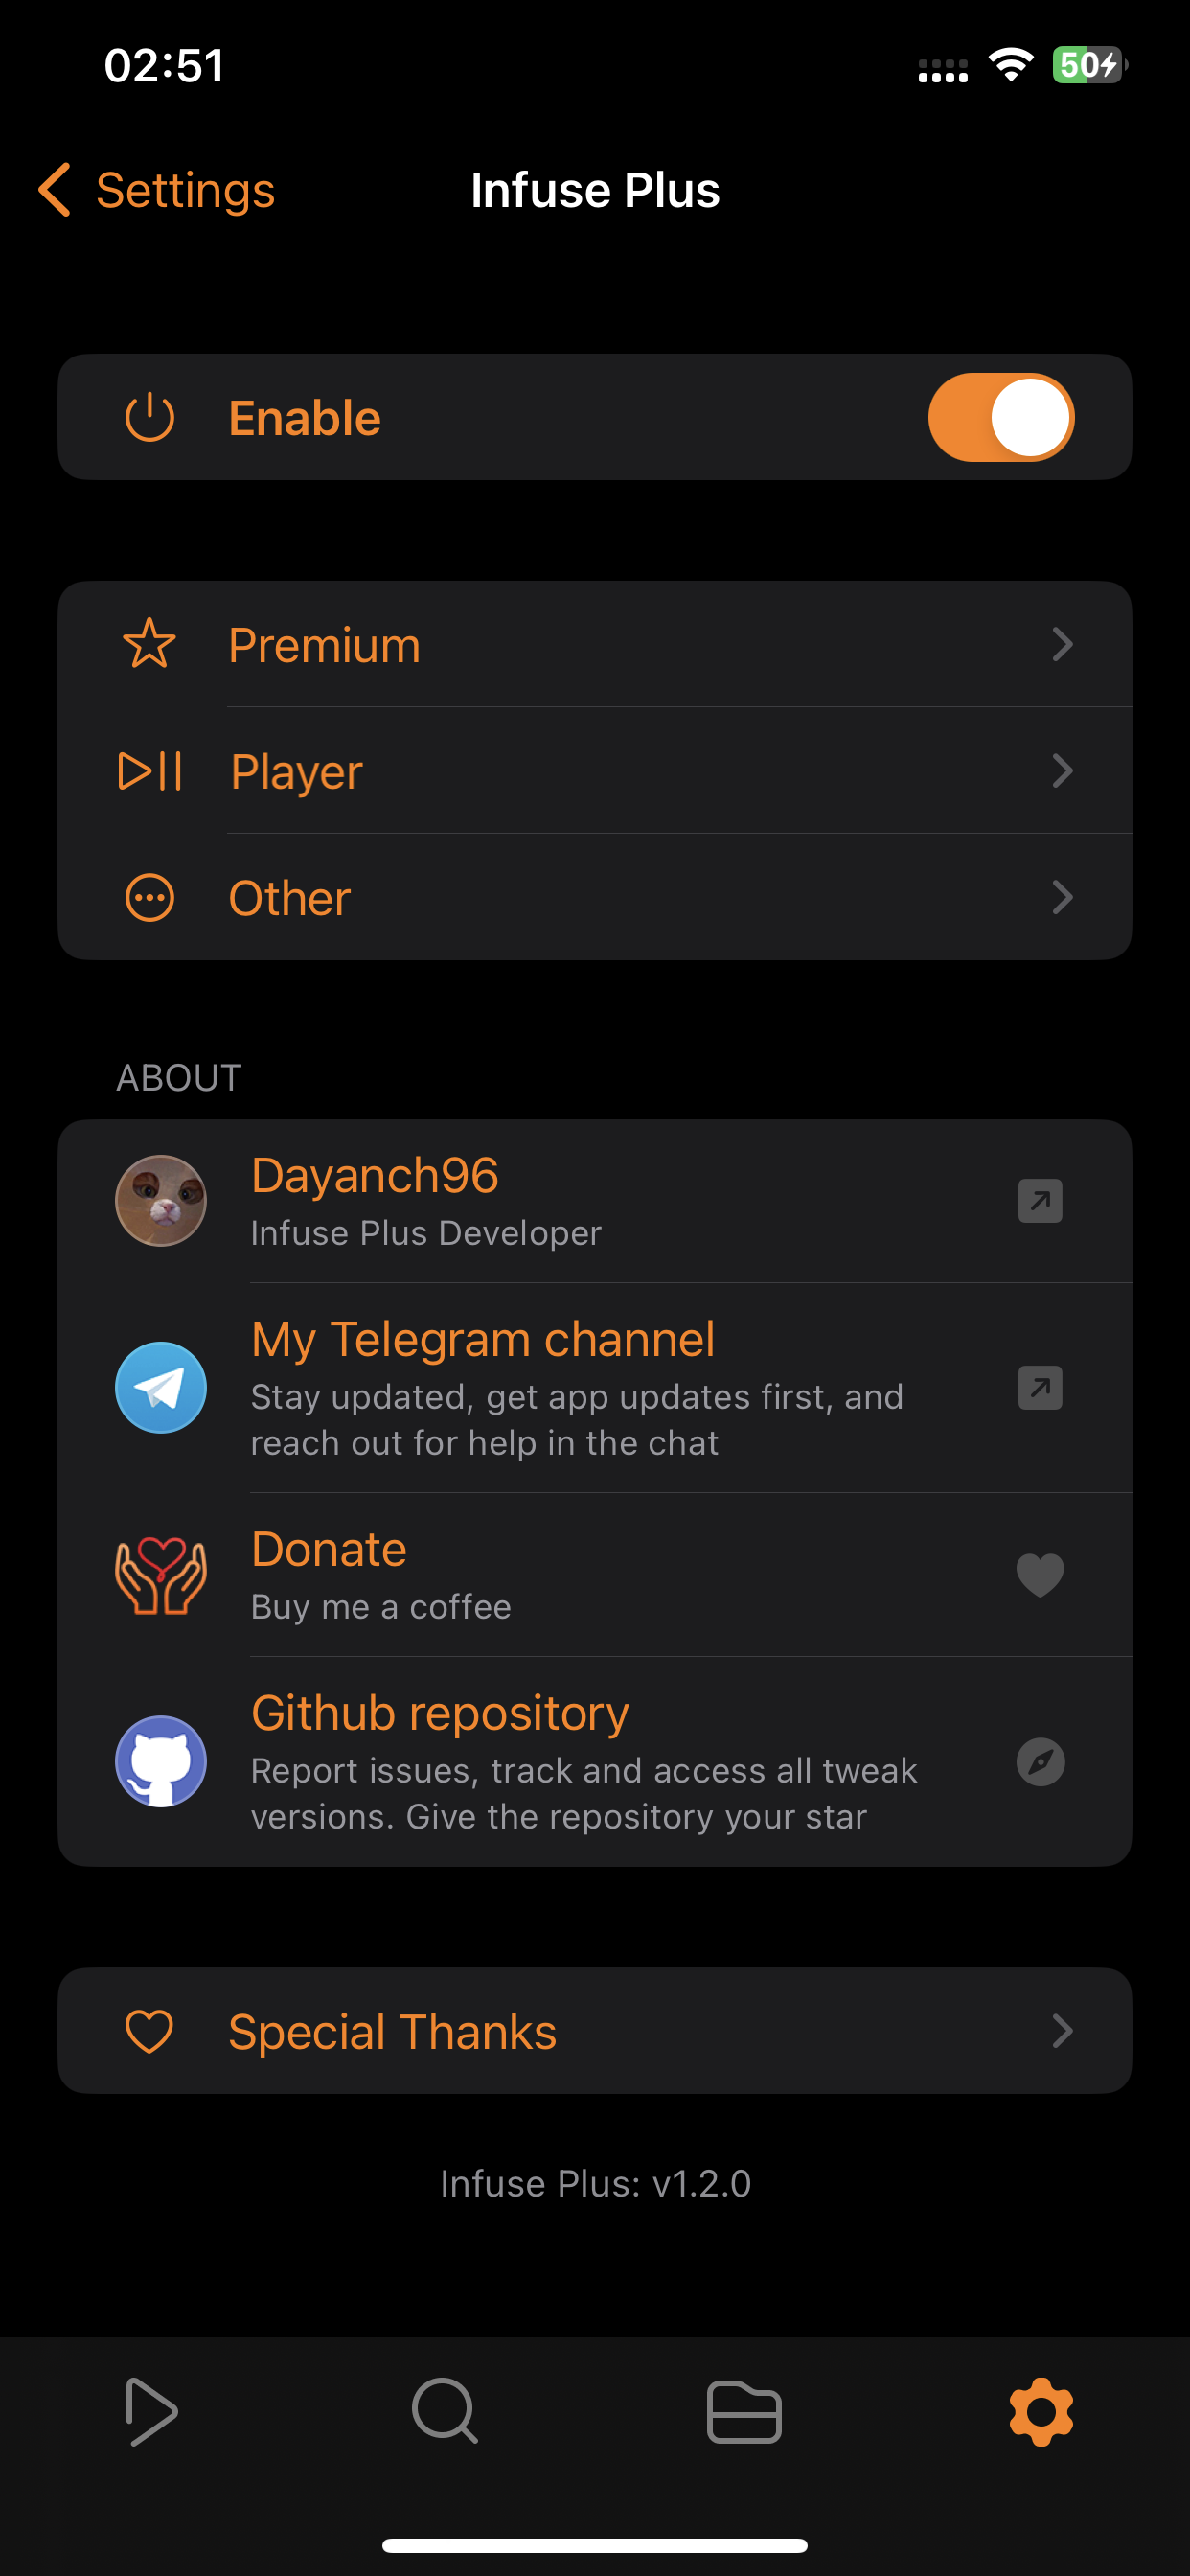 02:51
50
Settings
Infuse Plus
Enable
Premium
Player
Other
ABOUT
Dayanch96
Infuse Plus Developer
My Telegram channel
Stay updated, get app updates first, and
reach out for help in the chat
Donate
Buy me a coffee
Github repository
Report issues, track and access all tweak
versions. Give the repository your star
Special Thanks
Infuse Plus: v1.2.0